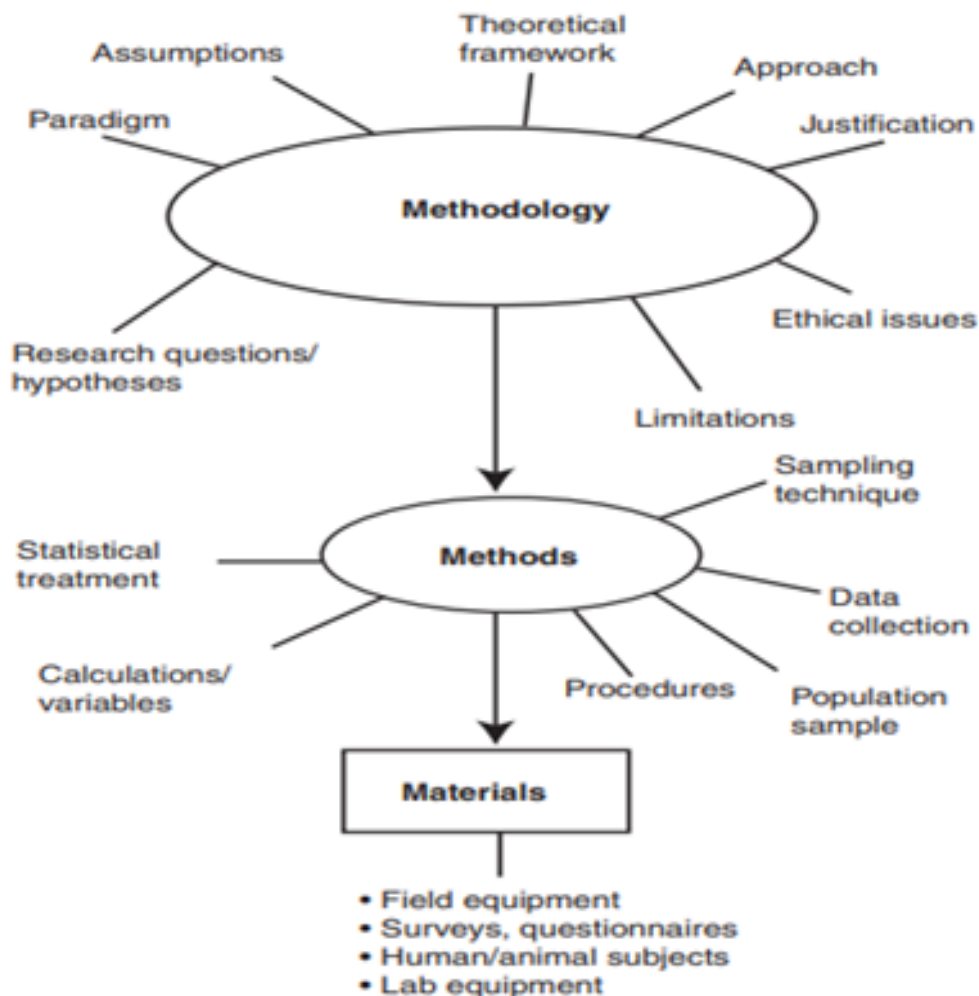 Theoretical
framework
Assumptions
Approach
Paradigm
Justification
Methodology
Ethical issues
Research questions/
hypotheses
Limitations
Sampling
technique
Statistical
treatment
Methods
Data
collection
Calculations/
variables
Procedures
Population
sample
Materials
• Field equipment
• Surveys, questionnaires
• Human/animal subjects
• Lab equipment